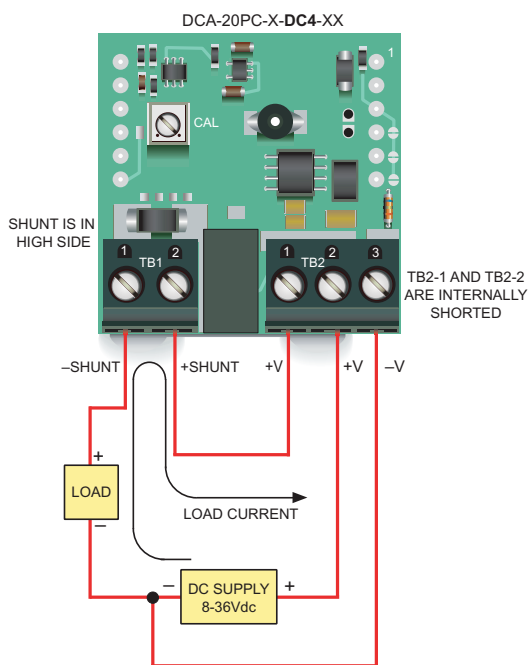 DCA-20PC-X-DC4-XX
1
CAL
SHUNT IS IN
HIGH SIDE
1 2
TB1
1 2 3
TB2
TB2-1 AND TB2-2
ARE INTERNALLY
SHORTED
–SHUNT +SHUNT +V +V –V
+
LOAD
–
LOAD CURRENT
– DC SUPPLY +
8-36Vdc